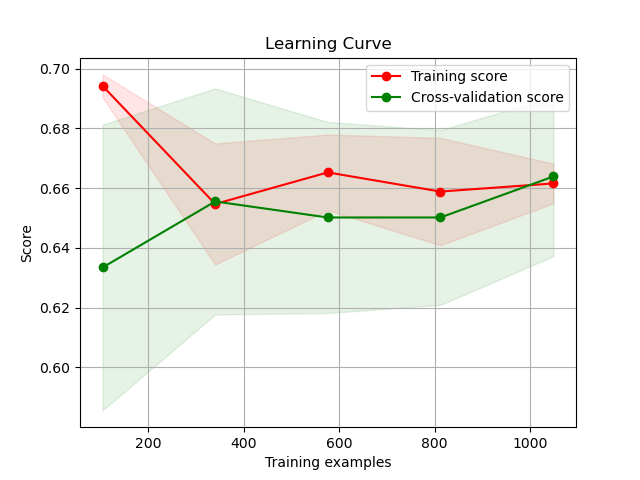 Learning Curve
Training score
Cross-validation score
0.70
0.68
0.66
0.64
0.62
0.60
Score
200
400
600
800
1000
Training examples